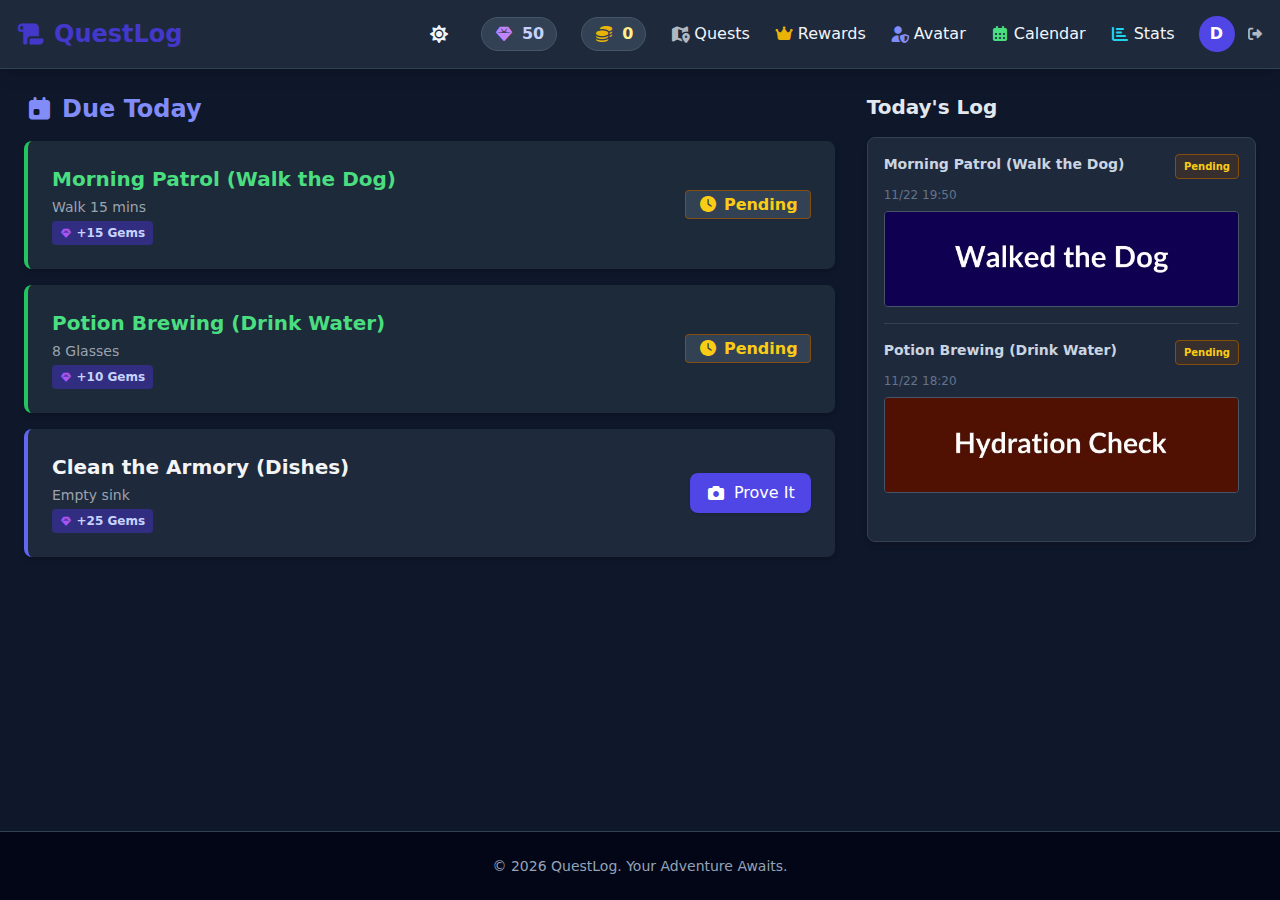 QuestLog
50
0
Quests
Rewards
Avatar
Calendar
Stats
D
Due Today
Morning Patrol (Walk the Dog)
Walk 15 mins
+15 Gems
Pending
Potion Brewing (Drink Water)
8 Glasses
+10 Gems
Pending
Clean the Armory (Dishes)
Empty sink
+25 Gems
Prove It
Today's Log
Morning Patrol (Walk the Dog)
Pending
11/22 19:50
Walked the Dog
Potion Brewing (Drink Water)
Pending
11/22 18:20
Hydration Check
© 2026 QuestLog. Your Adventure Awaits.